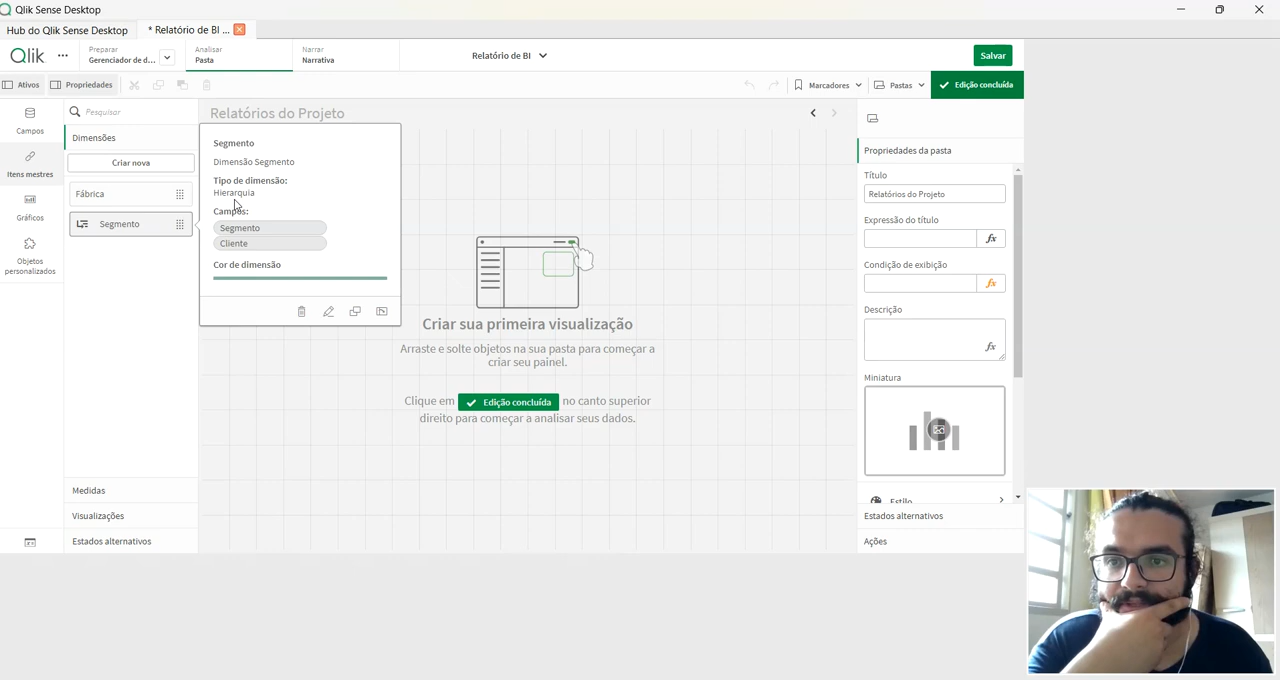 Qlik Sense Desktop
Hub do Qlik Sense Desktop
* Relatório de BI ...
Qlik
Preparar
Gerenciador de d...
Analisar
Pasta
Narrar
Narrativa
Relatório de BI
Salvar
Ativos
Propriedades
Marcadores
Pastas
Edição concluída
Campos
Itens mestres
Gráficos
Objetos
personalizados
Pesquisar
Dimensões
Criar nova
Fábrica
Segmento
Medidas
Visualizações
Estados alternativos
Relatórios do Projeto
Segmento
Dimensão Segmento
Tipo de dimensão:
Hierarquia
Campos:
Segmento
Cliente
Cor de dimensão
Criar sua primeira visualização
Arraste e solte objetos na sua pasta para começar a
criar seu painel.
Clique em Edição concluída no canto superior
direito para começar a analisar seus dados.
Propriedades da pasta
Título
Relatórios do Projeto
Expressão do título
fx
Condição de exibição
fx
Descrição
fx
Miniatura
Estilo
Estados alternativos
Ações